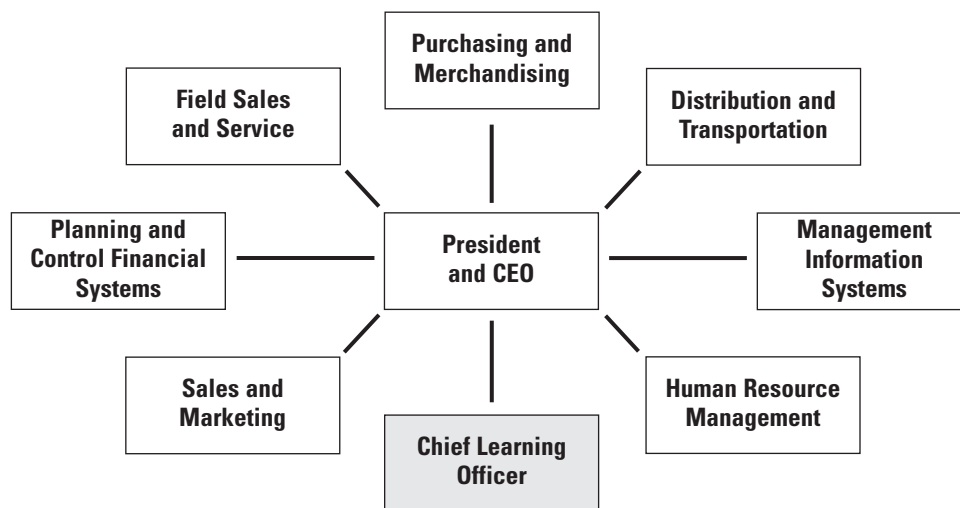 Purchasing and
Merchandising
Field Sales
and Service
Distribution and
Transportation
Planning and
Control Financial
Systems
President
and CEO
Management
Information
Systems
Sales and
Marketing
Human Resource
Management
Chief Learning
Officer